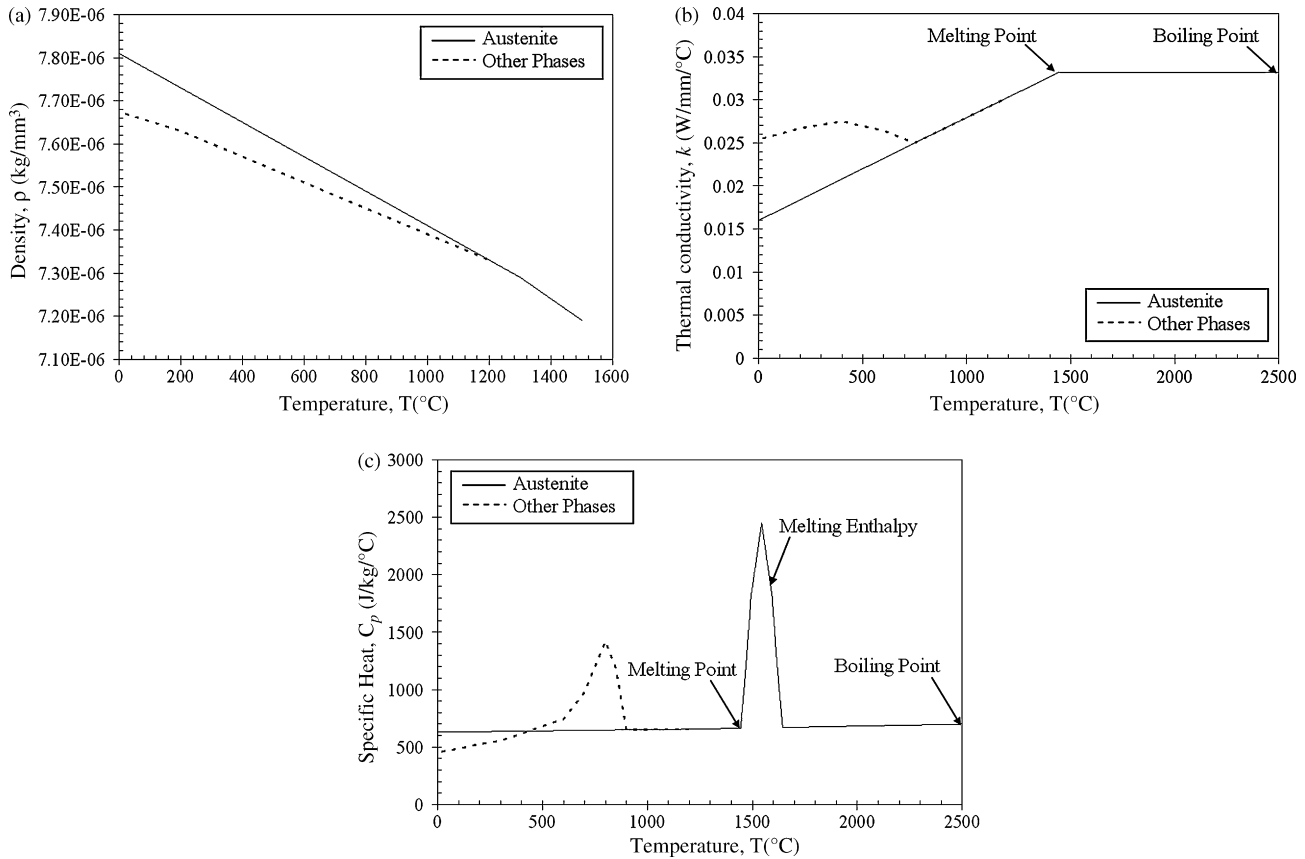 (a)
7.90E-06
7.80E-06
7.70E-06
7.60E-06
7.50E-06
7.40E-06
7.30E-06
7.20E-06
7.10E-06
Density, ρ (kg/mm³)
Austenite
Other Phases
0
200
400
600
800
1000
1200
1400
1600
Temperature, T(°C)
(b)
0.04
0.035
0.03
0.025
0.02
0.015
0.01
0.005
0
Thermal conductivity, k (W/mm/°C)
Melting Point
Boiling Point
Austenite
Other Phases
0
500
1000
1500
2000
2500
Temperature, T(°C)
(c)
3000
2500
2000
1500
1000
500
0
Specific Heat, Cp (J/kg/°C)
Austenite
Other Phases
Melting Enthalpy
Melting Point
Boiling Point
0
500
1000
1500
2000
2500
Temperature, T(°C)